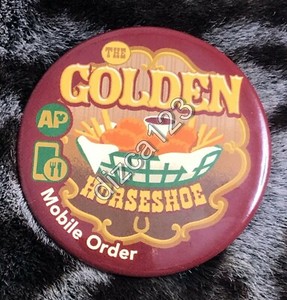 THE
GOLDEN
AP
HORSESHOE
Mobile Order